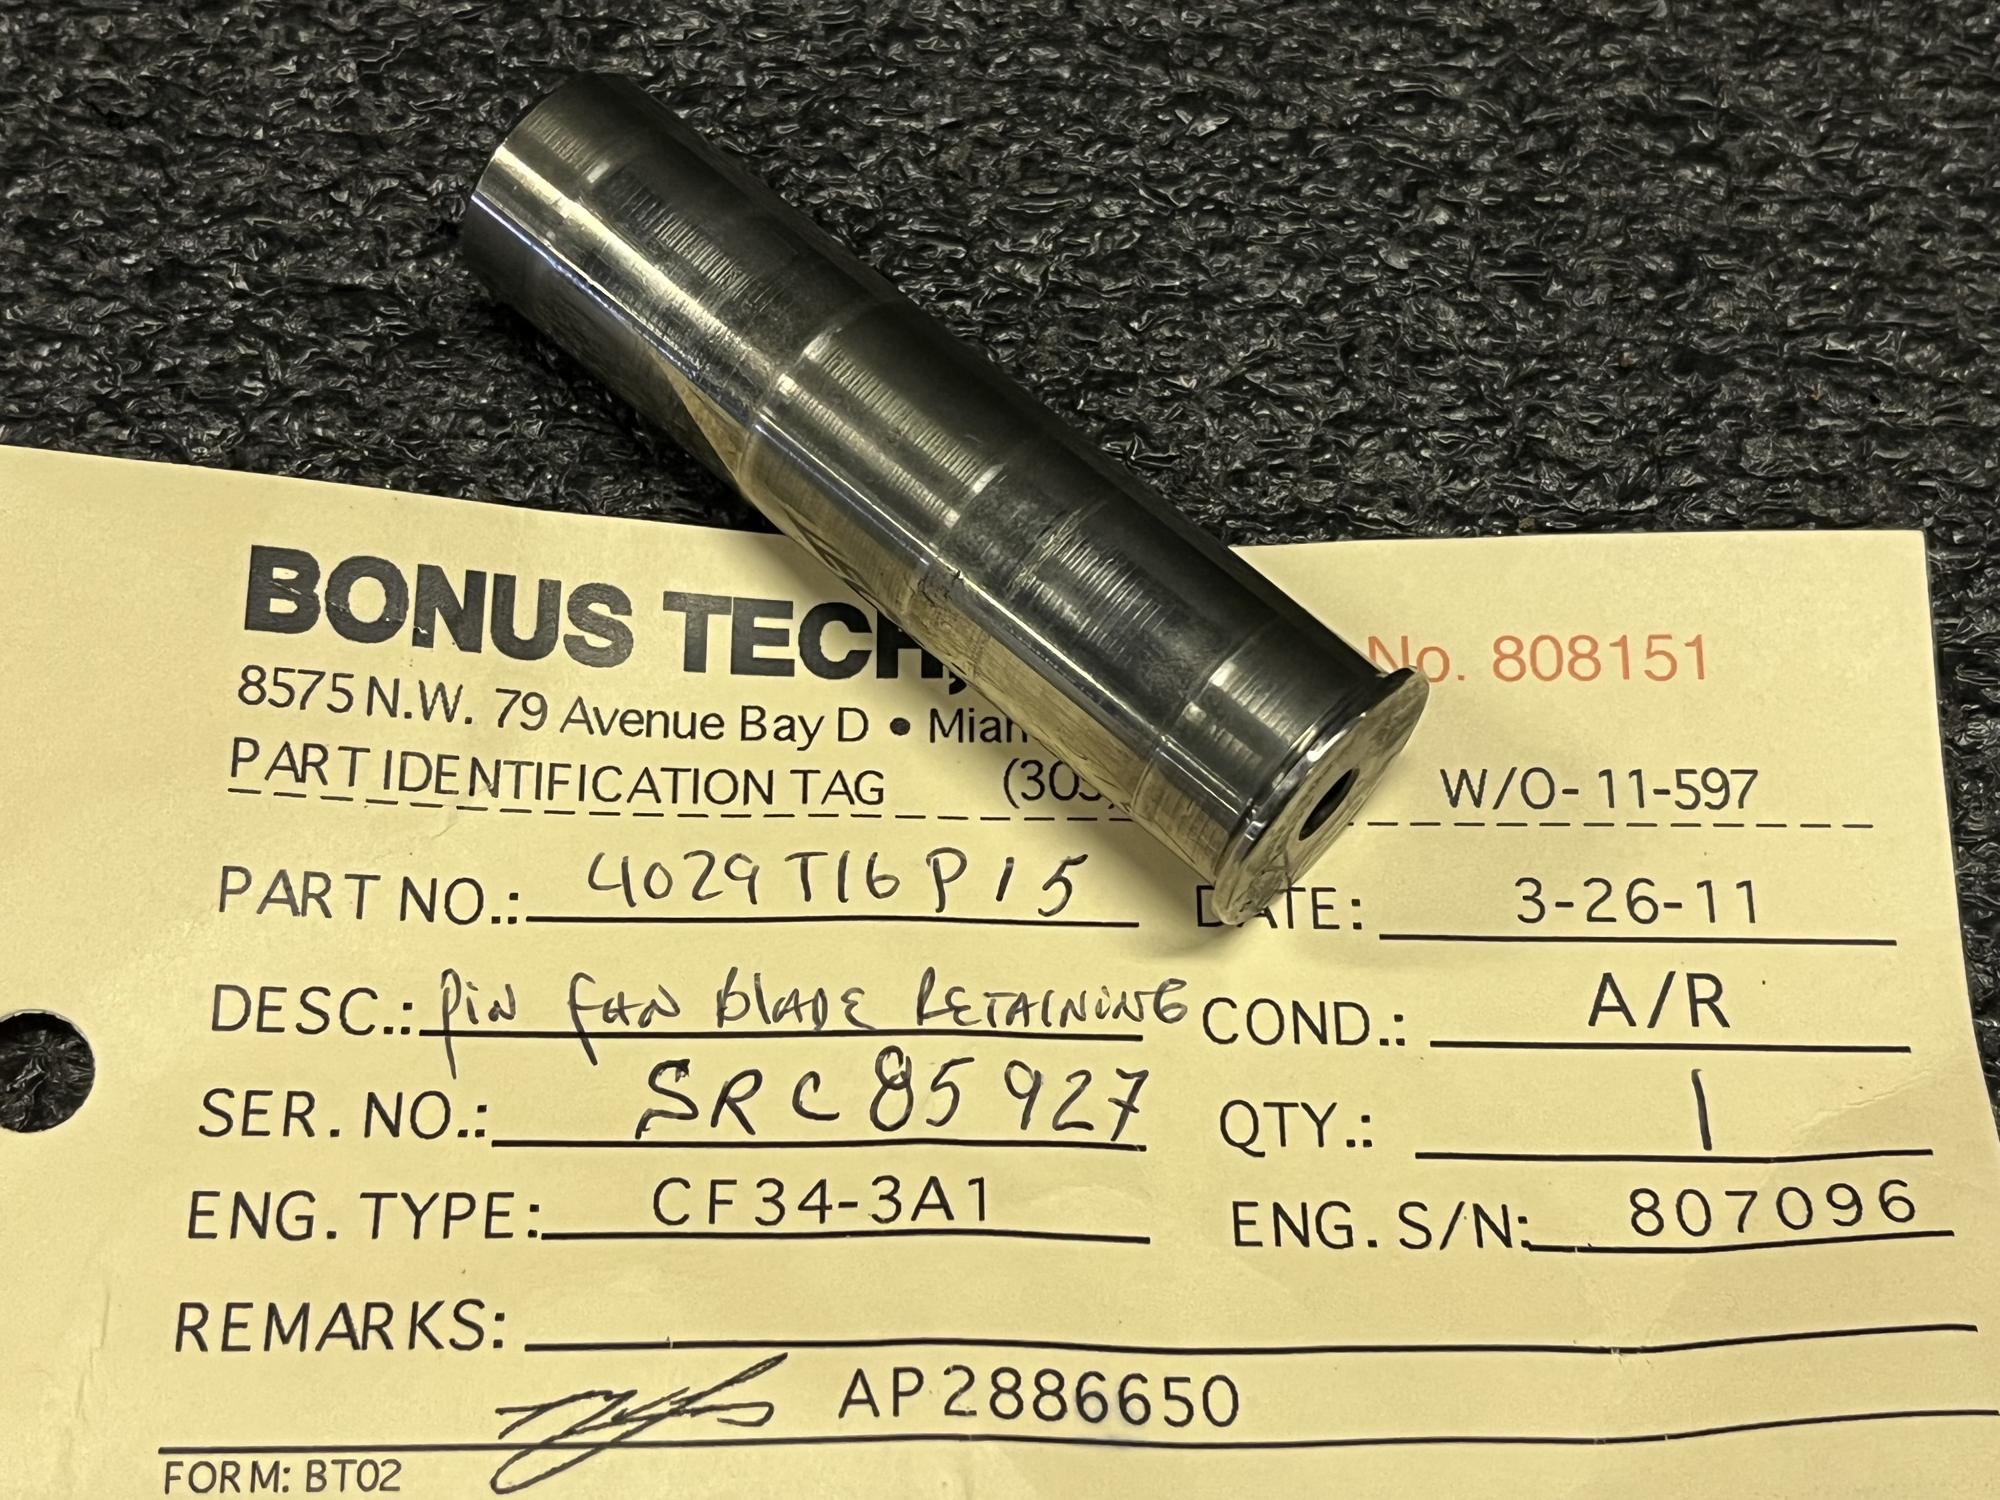 BONUS TECH,
No. 808151
8575 N.W. 79 Avenue Bay D •
PART IDENTIFICATION TAG (305) W/O- 11-597
PART NO.: 4029T16P15 DATE: 3-26-11
DESC.: Pin FAN BLADE RETAINING COND.: A/R
SER. NO.: SRC85927 QTY.: 1
ENG. TYPE: CF34-3A1 ENG. S/N: 807096
REMARKS:
AP2886650
FORM: BT02